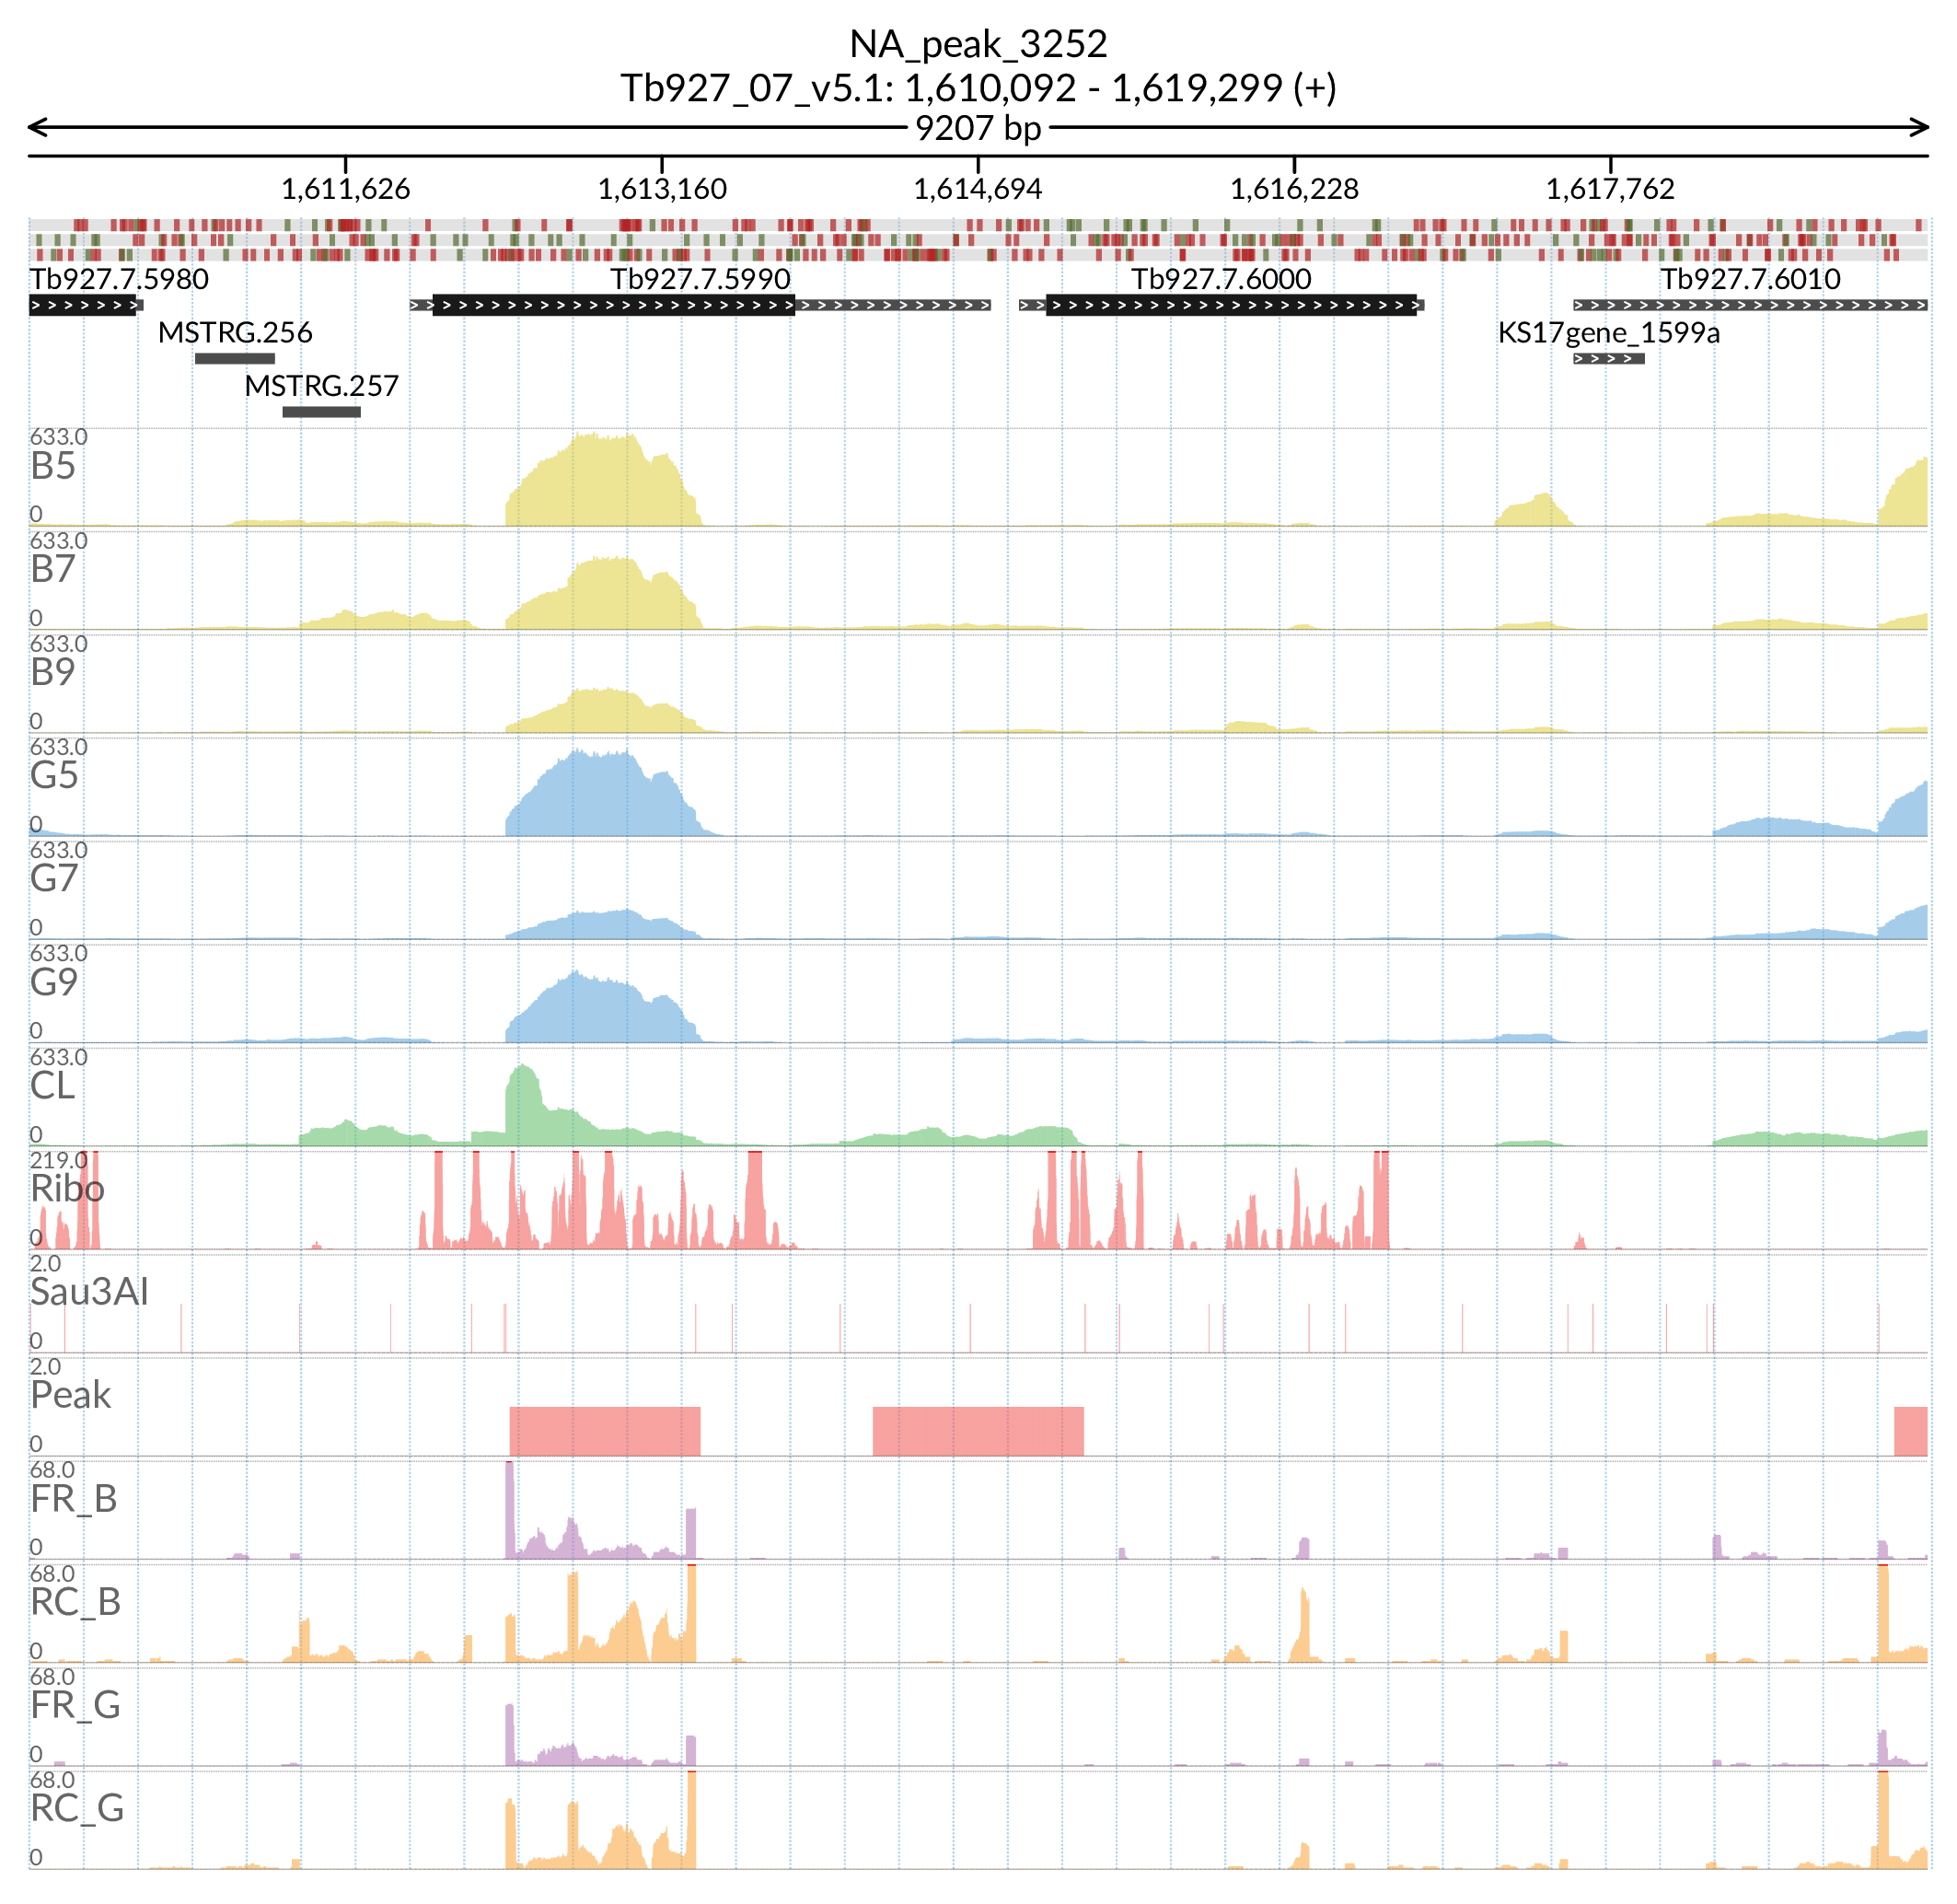 NA_peak_3252
Tb927_07_v5.1: 1,610,092 - 1,619,299 (+)
9207 bp
1,611,626 1,613,160 1,614,694 1,616,228 1,617,762
Tb927.7.5980 Tb927.7.5990 Tb927.7.6000 Tb927.7.6010
MSTRG.256 KS17gene_1599a
MSTRG.257
633.0
B5
0
633.0
B7
0
633.0
B9
0
633.0
G5
0
633.0
G7
0
633.0
G9
0
633.0
CL
0
219.0
Ribo
0
2.0
Sau3AI
0
2.0
Peak
0
68.0
FR_B
0
68.0
RC_B
0
68.0
FR_G
0
68.0
RC_G
0